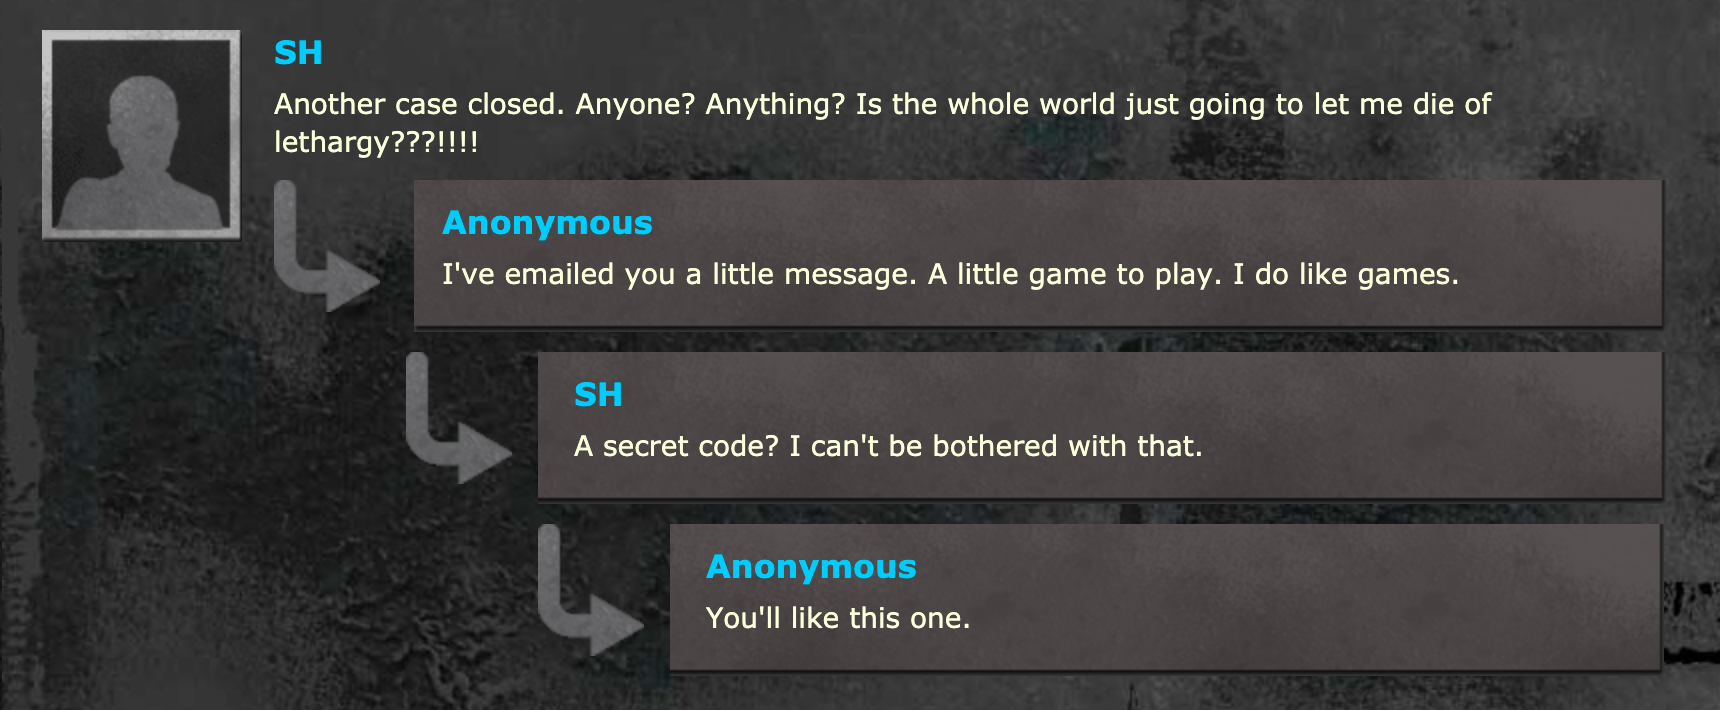 SH
Another case closed. Anyone? Anything? Is the whole world just going to let me die of
lethargy???!!!!
Anonymous
I've emailed you a little message. A little game to play. I do like games.
SH
A secret code? I can't be bothered with that.
Anonymous
You'll like this one.